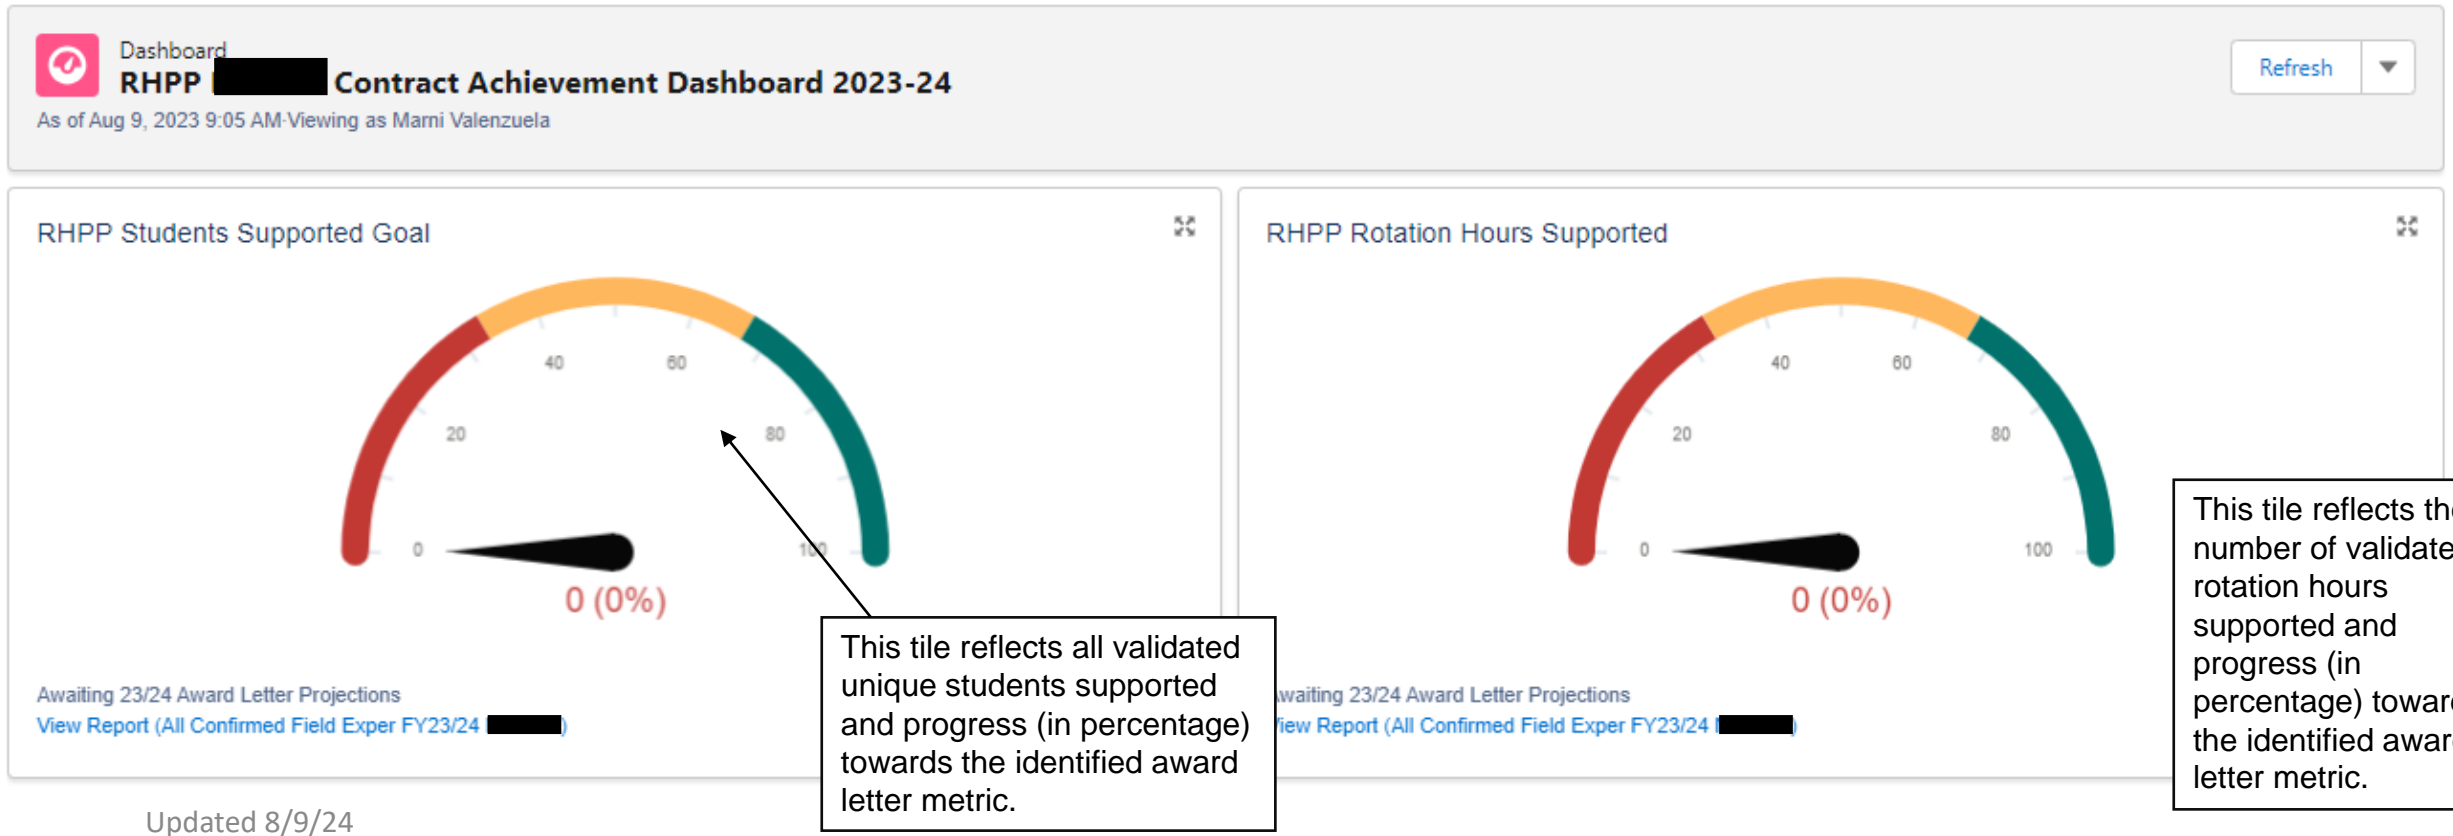 Dashboard
RHPP Contract Achievement Dashboard 2023-24
As of Aug 9, 2023 9:05 AM·Viewing as Marni Valenzuela
Refresh
RHPP Students Supported Goal
0
20
40
60
80
100
0 (0%)
Awaiting 23/24 Award Letter Projections
View Report (All Confirmed Field Exper FY23/24 )
This tile reflects all validated
unique students supported
and progress (in percentage)
towards the identified award
letter metric.
RHPP Rotation Hours Supported
0
20
40
60
80
100
0 (0%)
waiting 23/24 Award Letter Projections
iew Report (All Confirmed Field Exper FY23/24 )
This tile reflects the
number of validate
rotation hours
supported and
progress (in
percentage) towar
the identified awar
letter metric.
Updated 8/9/24